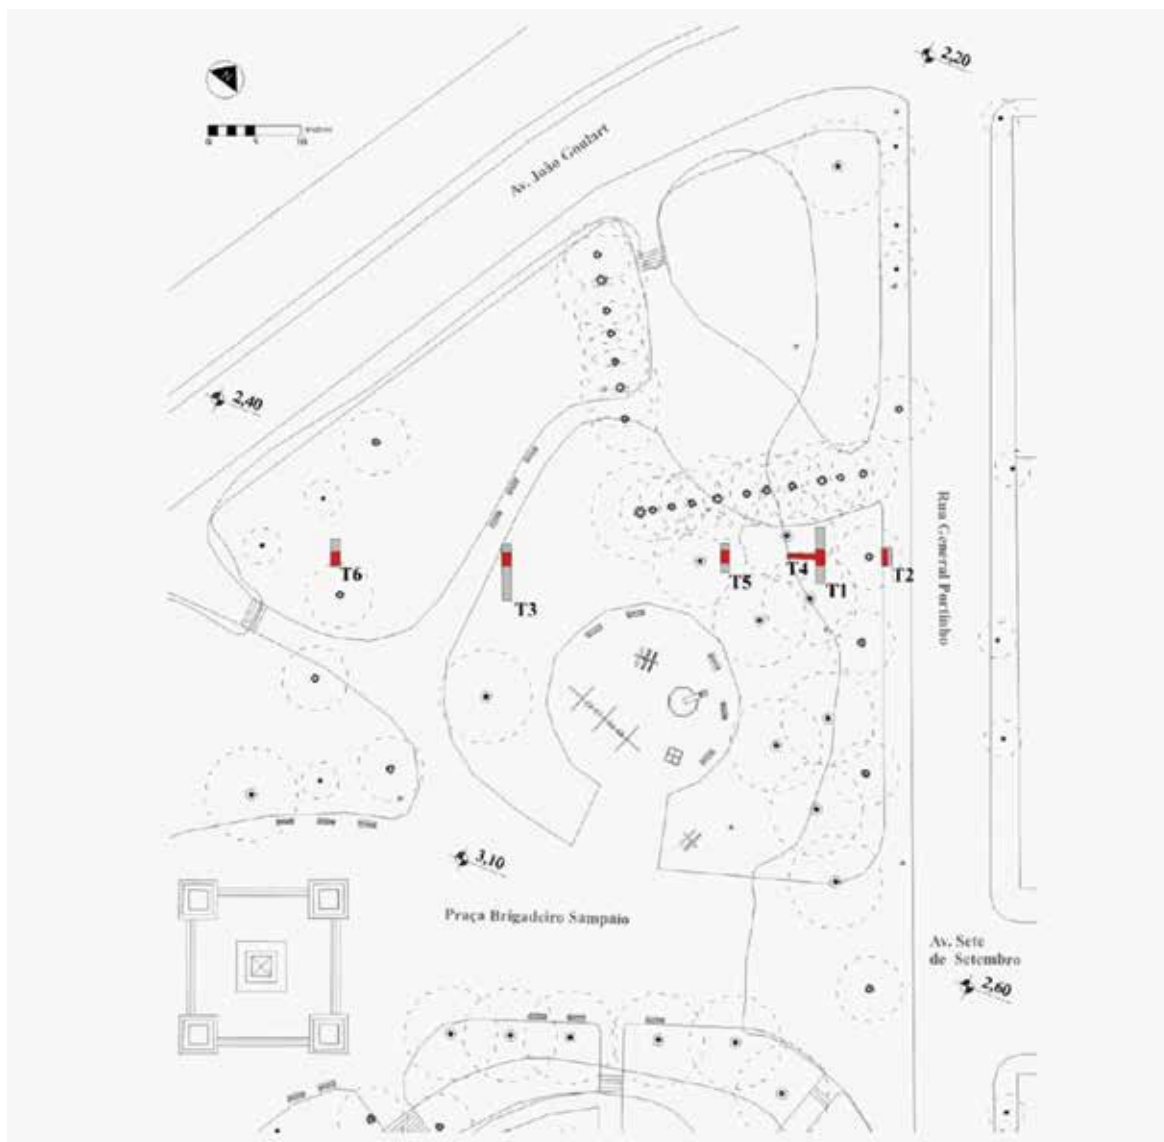 2,20
N
0
10
Av. João Goulart
2,40
Rua General Portinho
T6
T3
T5
T4
T1
T2
3,10
Praça Brigadeiro Sampaio
Av. Sete
de Setembro
2,60